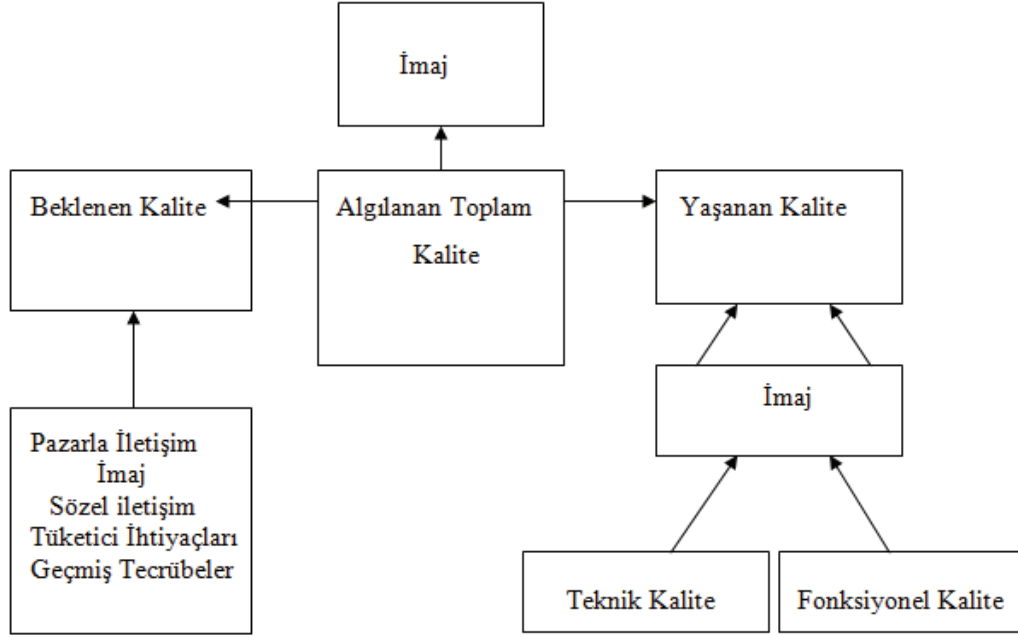 İmaj
Beklenen Kalite
Algılanan Toplam
Kalite
Yaşanan Kalite
İmaj
Pazarla İletişim
İmaj
Sözel iletişim
Tüketici İhtiyaçları
Geçmiş Tecrübeler
Teknik Kalite
Fonksiyonel Kalite